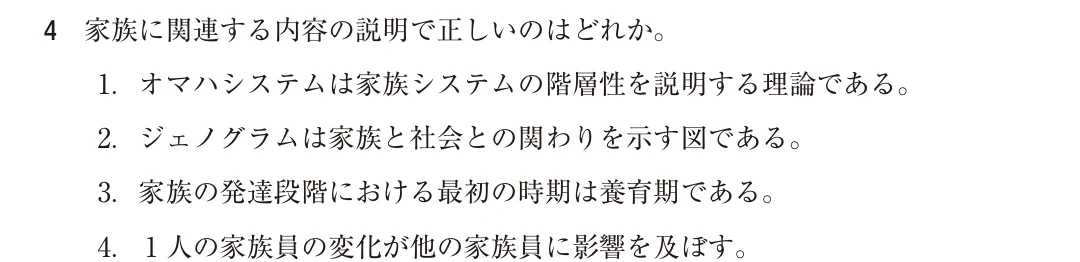 4 家族に関連する内容の説明で正しいのはどれか。
1. オマハシステムは家族システムの階層性を説明する理論である。
2. ジェノグラムは家族と社会との関わりを示す図である。
3. 家族の発達段階における最初の時期は養育期である。
4. 1人の家族員の変化が他の家族員に影響を及ぼす。